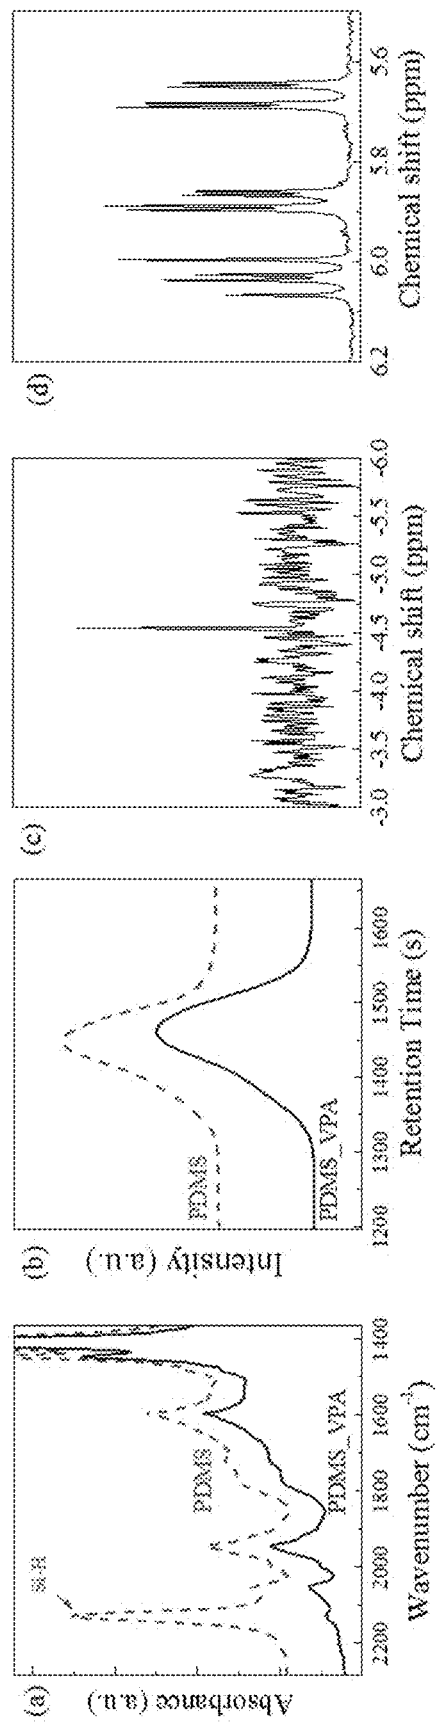 (a)
Absorbance (a.u.)
Si-H
PDMS
PDMS_VPA
2200 2000 1800 1600 1400
Wavenumber (cm⁻¹)
(b)
Intensity (a.u.)
PDMS
PDMS_VPA
1200 1300 1400 1500 1600
Retention Time (s)
(c)
-3.0 -3.5 -4.0 -4.5 -5.0 -5.5 -6.0
Chemical shift (ppm)
(d)
6.2 6.0 5.8 5.6
Chemical shift (ppm)